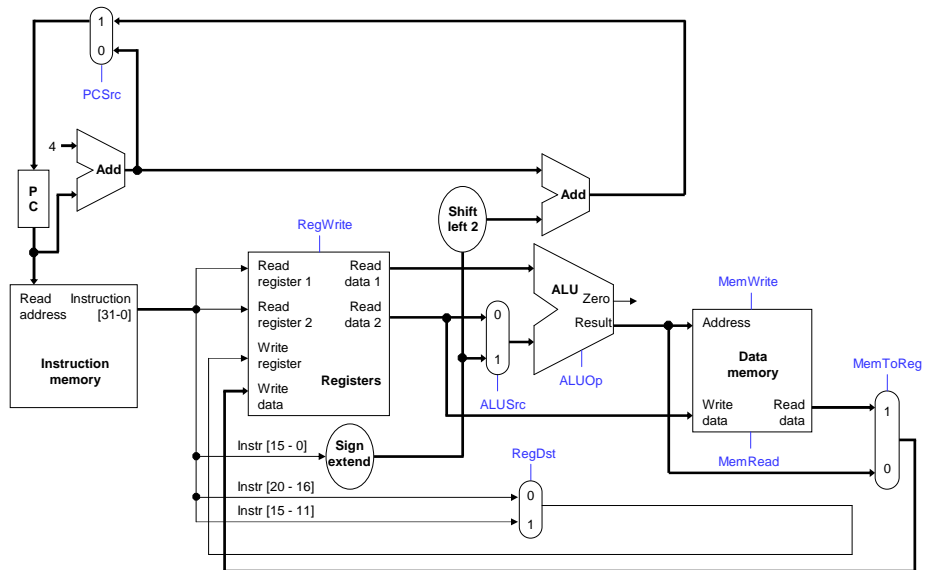 1
0
PCSrc
4
Add
P
C
Add
Shift
left 2
RegWrite
Read
register 1
Read
data 1
Read
register 2
Read
data 2
Write
register
Write
data
Registers
Read
address
Instruction
[31-0]
Instruction
memory
ALU
Zero
Result
ALUOp
0
1
ALUSrc
MemWrite
Address
Data
memory
Write
data
Read
data
MemRead
MemToReg
1
0
Instr [15 - 0]
Sign
extend
RegDst
Instr [20 - 16]
0
Instr [15 - 11]
1